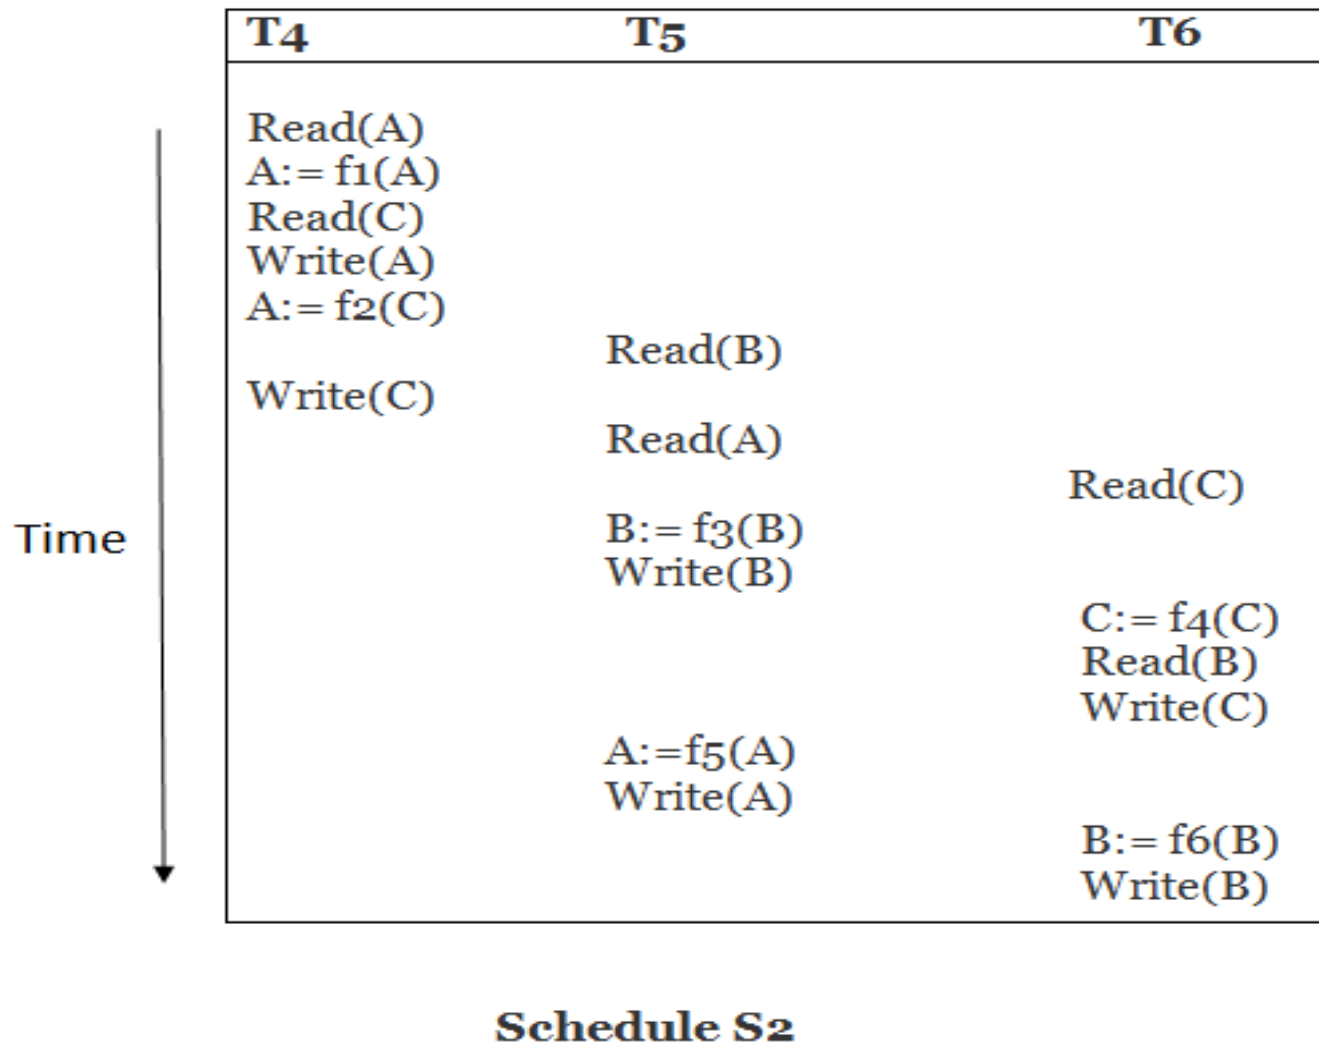 T4 T5 T6
Read(A)
A:= f1(A)
Read(C)
Write(A)
A:= f2(C)
Read(B)
Write(C)
Read(A)
Read(C)
Time
B:= f3(B)
Write(B)
C:= f4(C)
Read(B)
Write(C)
A:=f5(A)
Write(A)
B:= f6(B)
Write(B)
Schedule S2